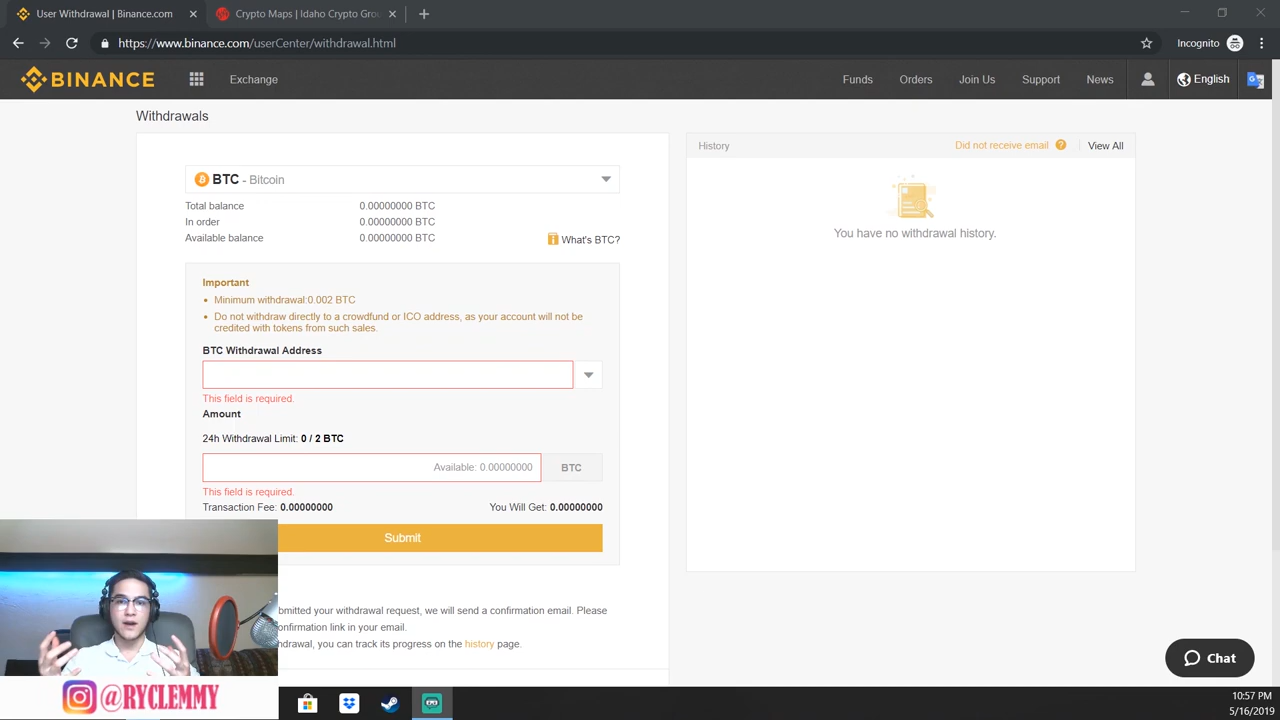 User Withdrawal | Binance.com
Crypto Maps | Idaho Crypto Grou
https://www.binance.com/userCenter/withdrawal.html
Incognito
BINANCE
Exchange
Funds
Orders
Join Us
Support
News
English
Withdrawals
BTC - Bitcoin
Total balance 0.00000000 BTC
In order 0.00000000 BTC
Available balance 0.00000000 BTC
What's BTC?
Important
Minimum withdrawal:0.002 BTC
Do not withdraw directly to a crowdfund or ICO address, as your account will not be
credited with tokens from such sales.
BTC Withdrawal Address
This field is required.
Amount
24h Withdrawal Limit: 0 / 2 BTC
Available: 0.00000000 BTC
This field is required.
Transaction Fee: 0.00000000 You Will Get: 0.00000000
Submit
bmitted your withdrawal request, we will send a confirmation email. Please
onfirmation link in your email.
ndrawal, you can track its progress on the history page.
History
Did not receive email
View All
You have no withdrawal history.
Chat
@RYCLEMMY
10:57 PM
5/16/2019